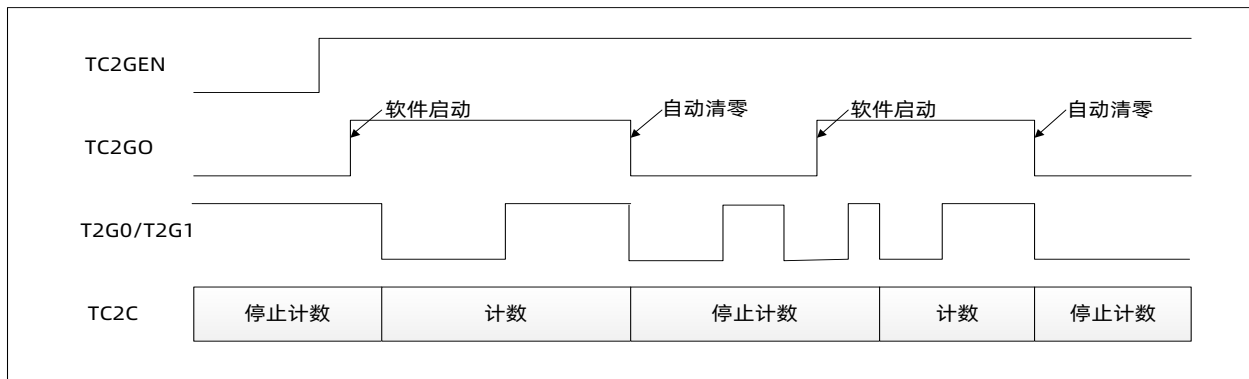 TC2GEN
软件启动 自动清零 软件启动 自动清零
TC2GO
T2G0/T2G1
TC2C 停止计数 计数 停止计数 计数 停止计数